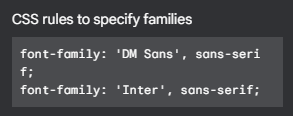 CSS rules to specify families
font-family: 'DM Sans', sans-seri
f;
font-family: 'Inter', sans-serif;